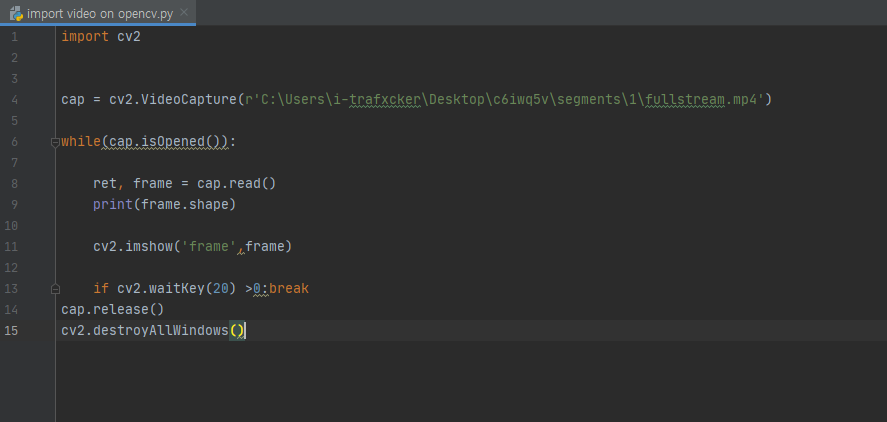 import video on opencv.py
1 import cv2
2
3
4 cap = cv2.VideoCapture(r'C:\Users\i-trafxcker\Desktop\c6iwq5v\segments\1\fullstream.mp4')
5
6 while(cap.isOpened()):
7
8 ret, frame = cap.read()
9 print(frame.shape)
10
11 cv2.imshow('frame',frame)
12
13 if cv2.waitKey(20) >0:break
14 cap.release()
15 cv2.destroyAllWindows()